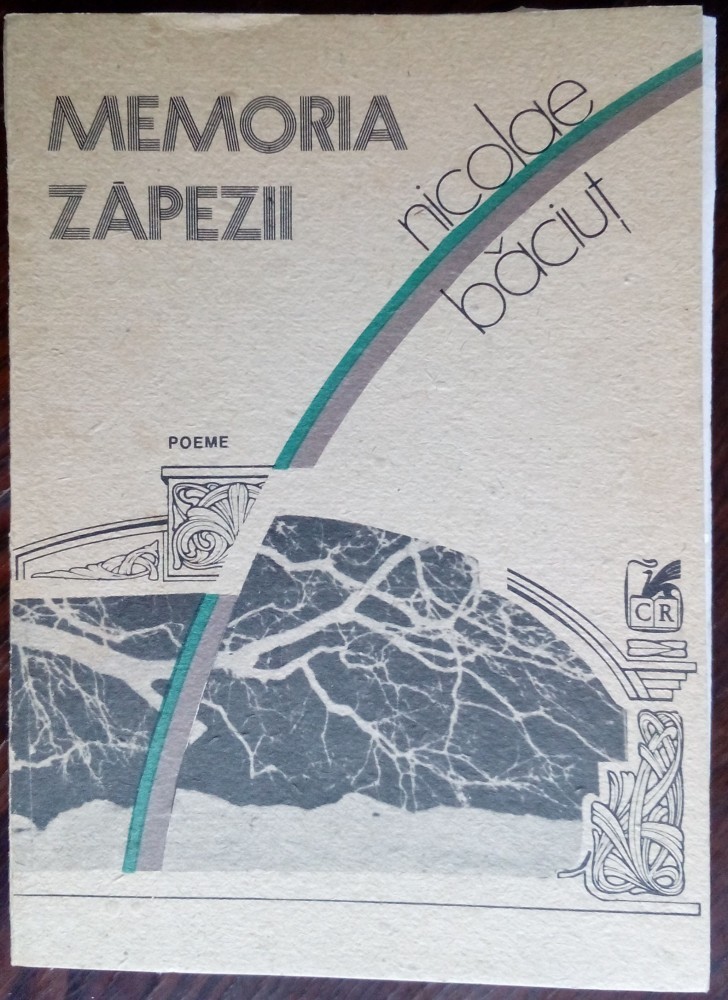 MEMORIA
ZĂPEZII
nicolae
băciuț
POEME
CR